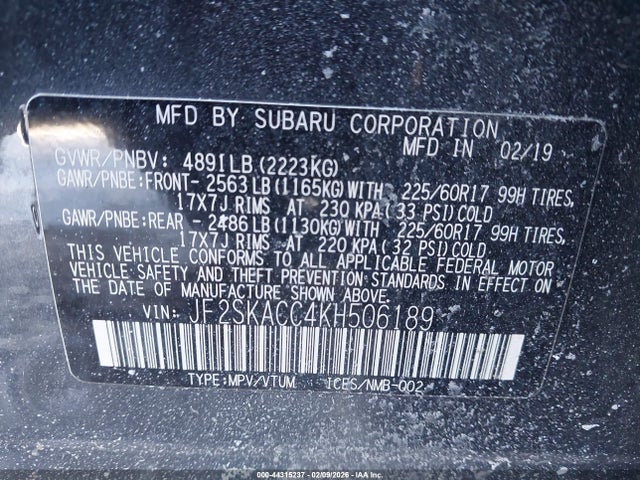 MFD BY SUBARU CORPORATION
GVWR/PNBV: 4891LB(2223KG) MFD IN 02/19
GAWR/PNBE:FRONT- 2563LB(1165KG)WITH 225/60R17 99H TIRES,
17X7J RIMS AT 230 KPA(33 PSI)COLD
GAWR/PNBE:REAR - 2486LB(1130KG)WITH 225/60R17 99H TIRES,
17X7J RIMS AT 220 KPA(32 PSI)COLD.
THIS VEHICLE CONFORMS TO ALL APPLICABLE FEDERAL MOTOR
VEHICLE SAFETY AND THEFT PREVENTION STANDARDS IN EFFECT ON
THE DATE OF MANUFACTURE SHOWN ABOVE.
VIN: JF2SKACC4KH506189
TYPE:MPV/VTUM ICES/NMB-002
000-44315237 - 02/09/2026 - IAA, Inc.